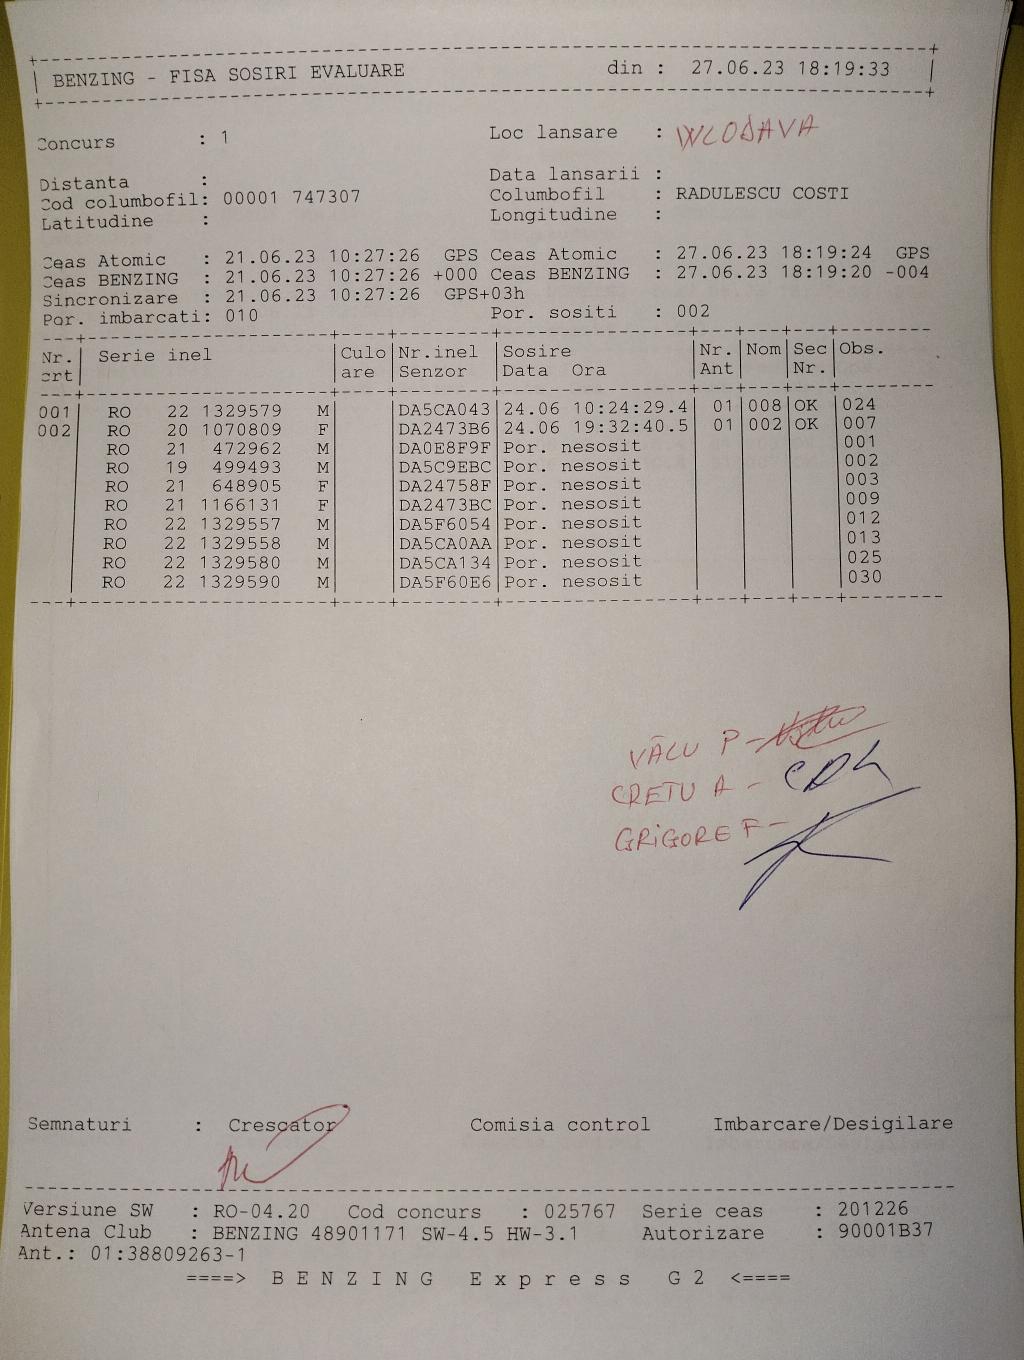 BENZING - FISA SOSIRI EVALUARE din : 27.06.23 18:19:33
Concurs : 1 Loc lansare : WLODAVA
Distanta : Data lansarii :
Cod columbofil: 00001 747307 Columbofil : RADULESCU COSTI
Latitudine : Longitudine :
Ceas Atomic : 21.06.23 10:27:26 GPS Ceas Atomic : 27.06.23 18:19:24 GPS
Ceas BENZING : 21.06.23 10:27:26 +000 Ceas BENZING : 27.06.23 18:19:20 -004
Sincronizare : 21.06.23 10:27:26 GPS+03h
Por. imbarcati: 010 Por. sositi : 002
Nr. Serie inel Culo Nr.inel Sosire Nr. Nom Sec Obs.
crt are Senzor Data Ora Ant Nr.
001 RO 22 1329579 M DA5CA043 24.06 10:24:29.4 01 008 OK 024
002 RO 20 1070809 F DA2473B6 24.06 19:32:40.5 01 002 OK 007
RO 21 472962 M DA0E8F9F Por. nesosit 001
RO 19 499493 M DA5C9EBC Por. nesosit 002
RO 21 648905 F DA24758F Por. nesosit 003
RO 21 1166131 F DA2473BC Por. nesosit 009
RO 22 1329557 M DA5F6054 Por. nesosit 012
RO 22 1329558 M DA5CA0AA Por. nesosit 013
RO 22 1329580 M DA5CA134 Por. nesosit 025
RO 22 1329590 M DA5F60E6 Por. nesosit 030
VÂLU P -
CRETU A -
GRIGORE F -
Semnaturi : Crescator Comisia control Imbarcare/Desigilare
Versiune SW : RO-04.20 Cod concurs : 025767 Serie ceas : 201226
Antena Club : BENZING 48901171 SW-4.5 HW-3.1 Autorizare : 90001B37
Ant.: 01:38809263-1
====> B E N Z I N G E x p r e s s G 2 <====